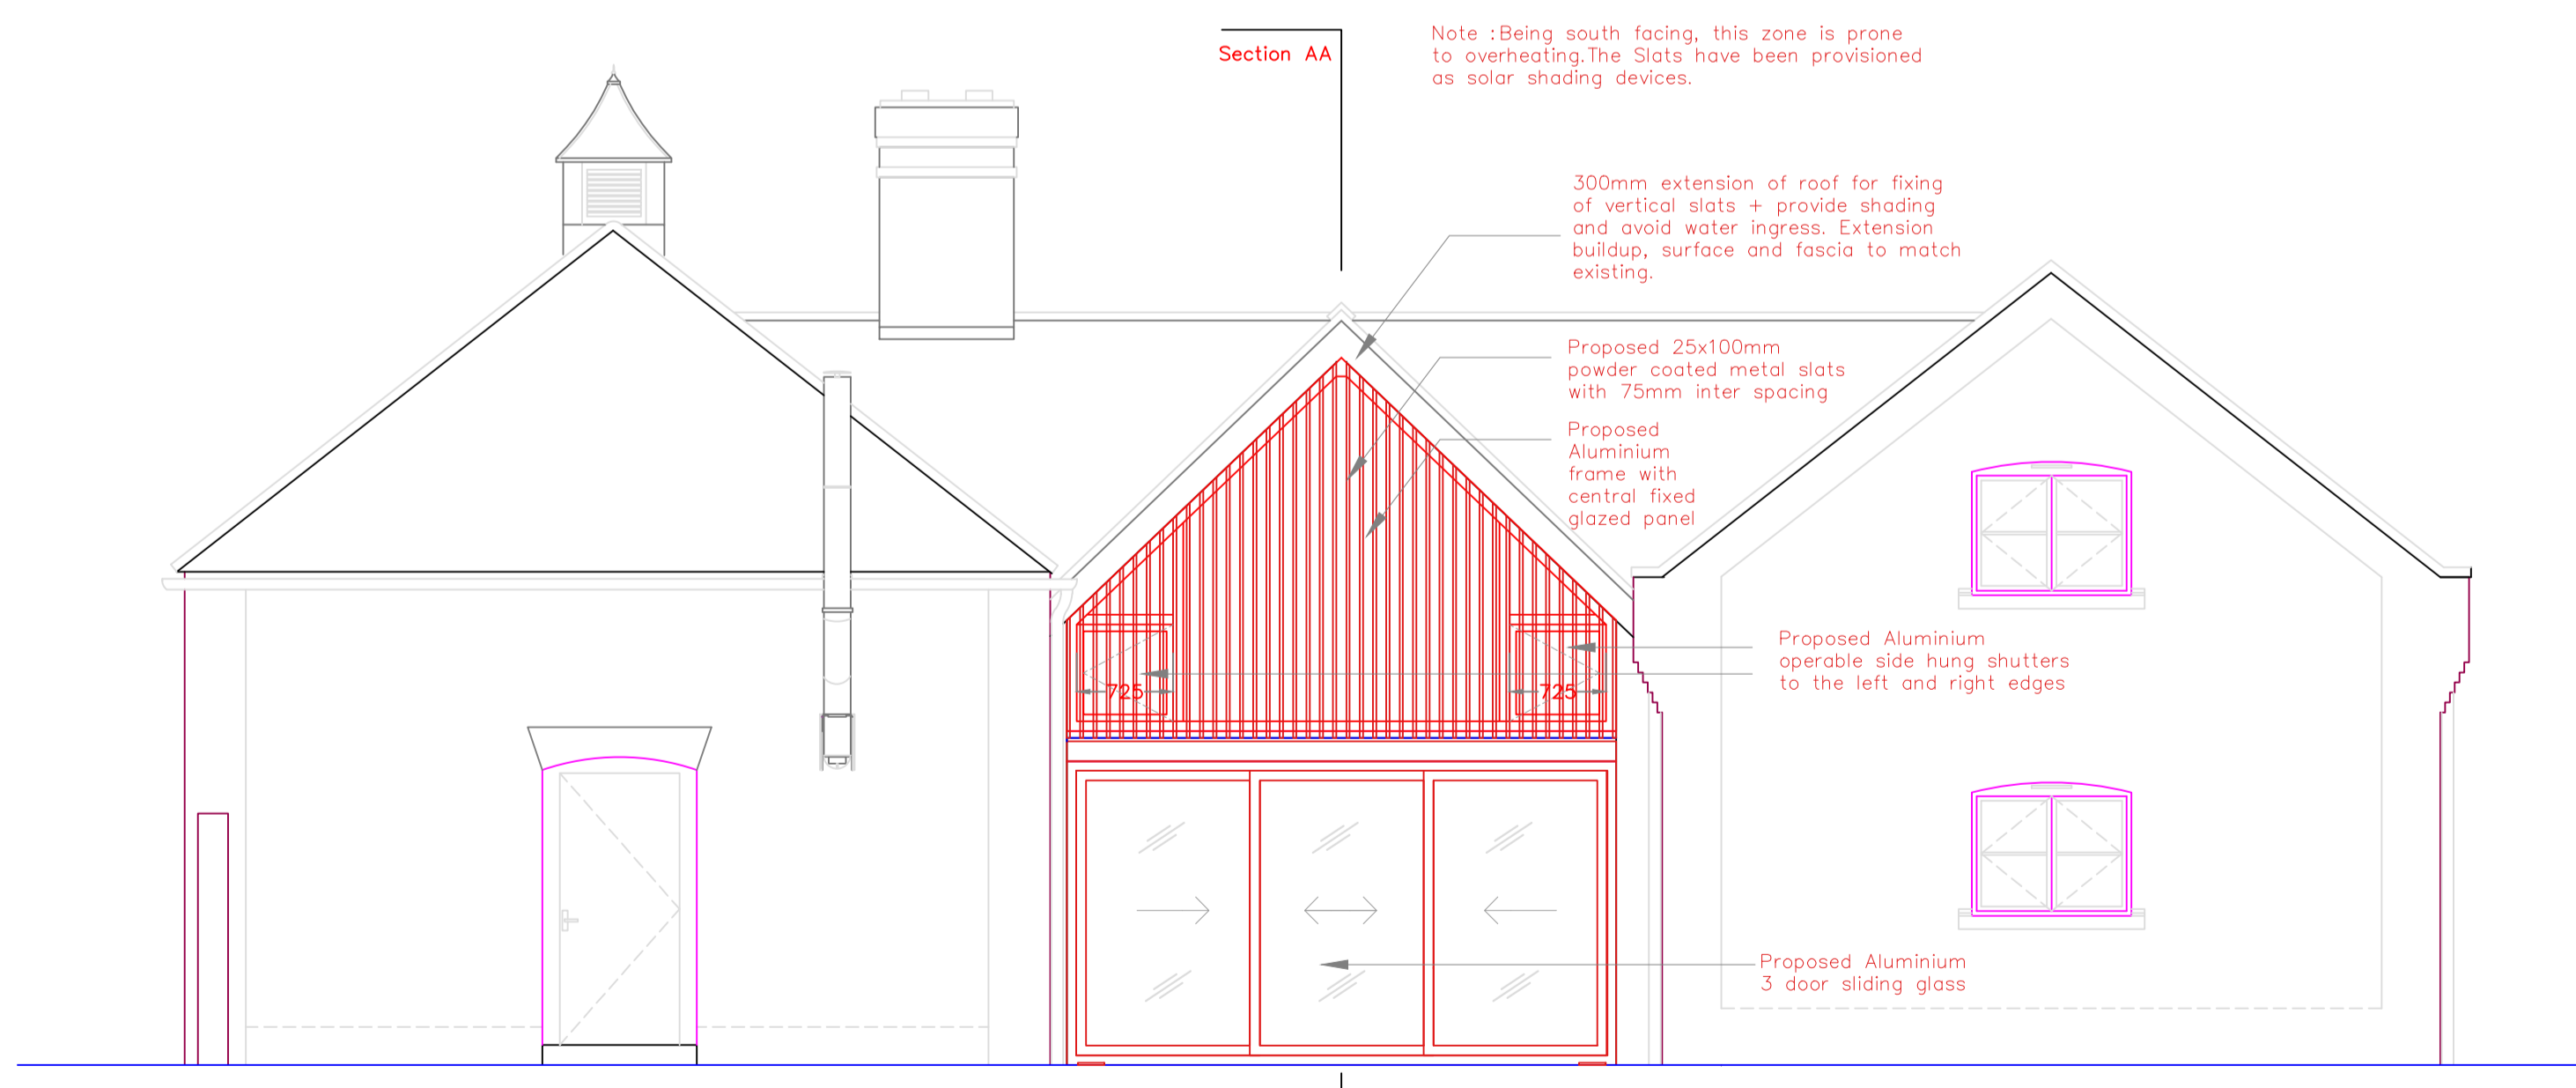 Section AA
Note :Being south facing, this zone is prone
to overheating.The Slats have been provisioned
as solar shading devices.
300mm extension of roof for fixing
of vertical slats + provide shading
and avoid water ingress. Extension
buildup, surface and fascia to match
existing.
Proposed 25x100mm
powder coated metal slats
with 75mm inter spacing
Proposed
Aluminium
frame with
central fixed
glazed panel
Proposed Aluminium
operable side hung shutters
to the left and right edges
725
725
Proposed Aluminium
3 door sliding glass